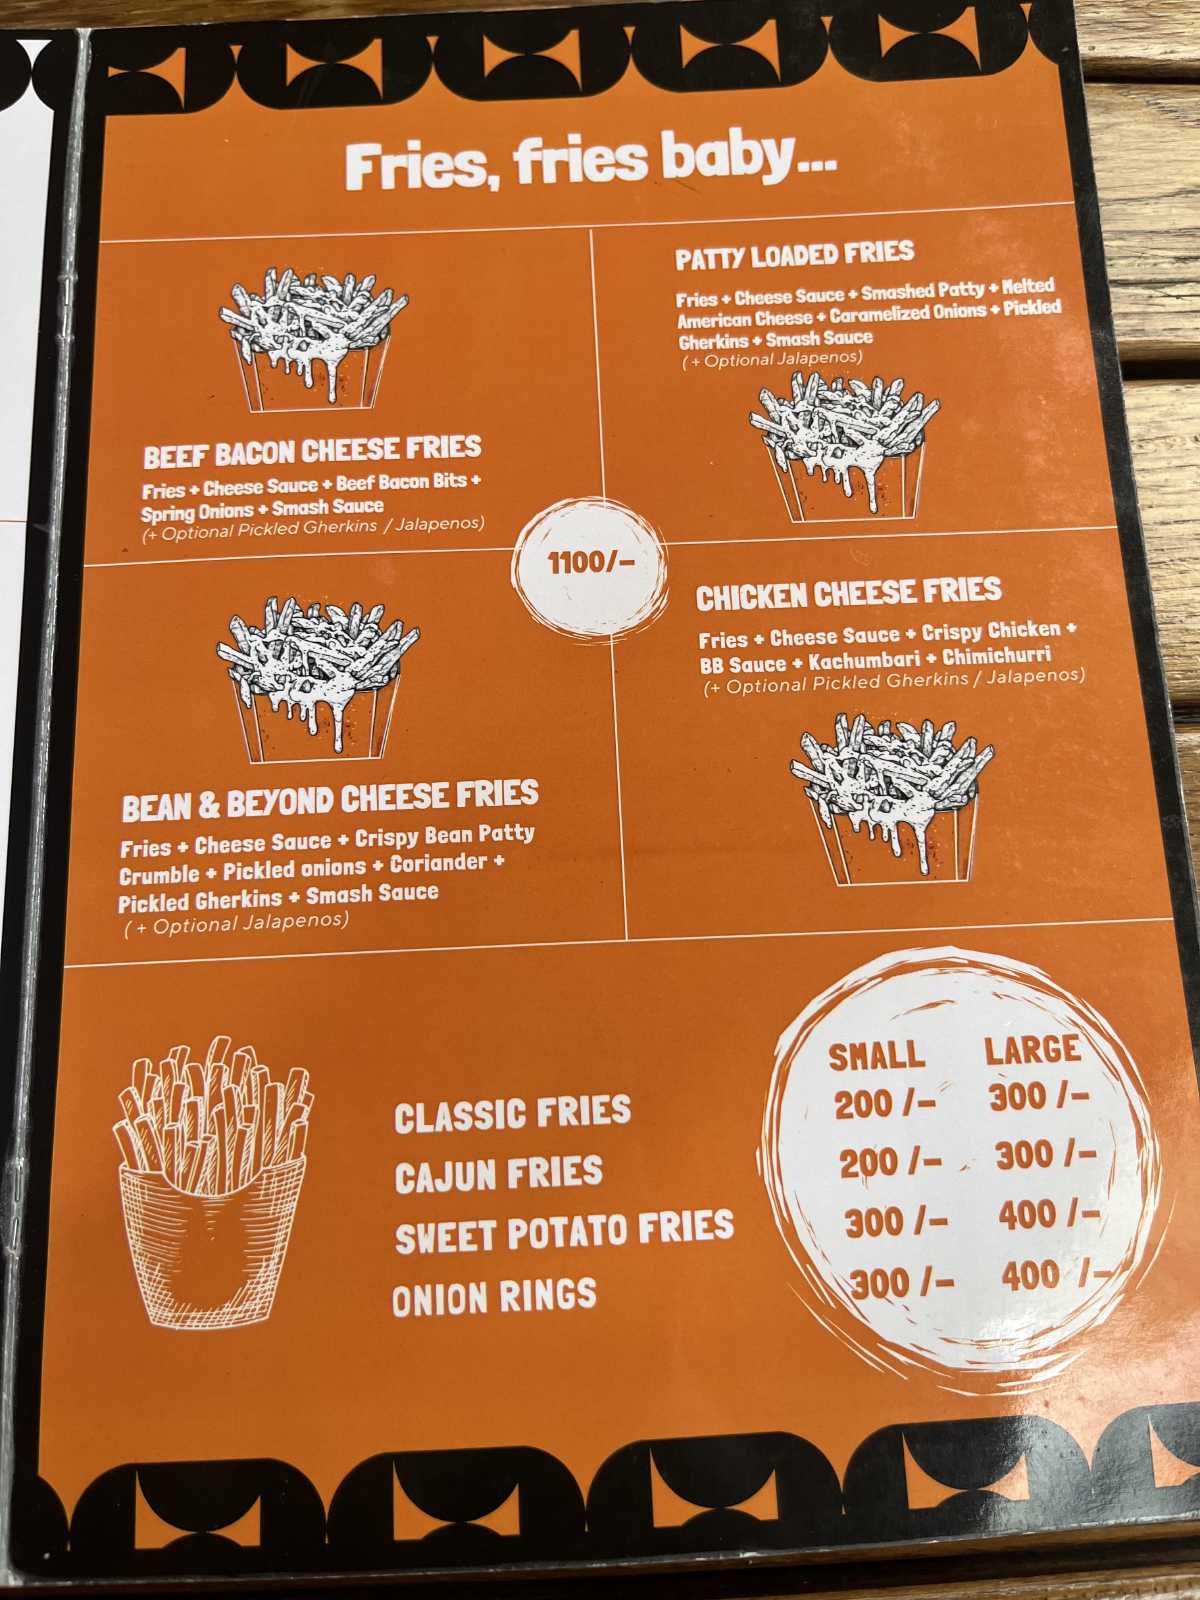 Fries, fries baby...
BEEF BACON CHEESE FRIES
Fries + Cheese Sauce + Beef Bacon Bits +
Spring Onions + Smash Sauce
(+ Optional Pickled Gherkins / Jalapenos)
PATTY LOADED FRIES
Fries + Cheese Sauce + Smashed Patty + Melted
American Cheese + Caramelized Onions + Pickled
Gherkins + Smash Sauce
( + Optional Jalapenos)
1100/-
BEAN & BEYOND CHEESE FRIES
Fries + Cheese Sauce + Crispy Bean Patty
Crumble + Pickled onions + Coriander +
Pickled Gherkins + Smash Sauce
( + Optional Jalapenos)
CHICKEN CHEESE FRIES
Fries + Cheese Sauce + Crispy Chicken +
BB Sauce + Kachumbari + Chimichurri
(+ Optional Pickled Gherkins / Jalapenos)
SMALL LARGE
CLASSIC FRIES 200 /- 300 /-
CAJUN FRIES 200 /- 300 /-
SWEET POTATO FRIES 300 /- 400 /-
ONION RINGS 300 /- 400 /-